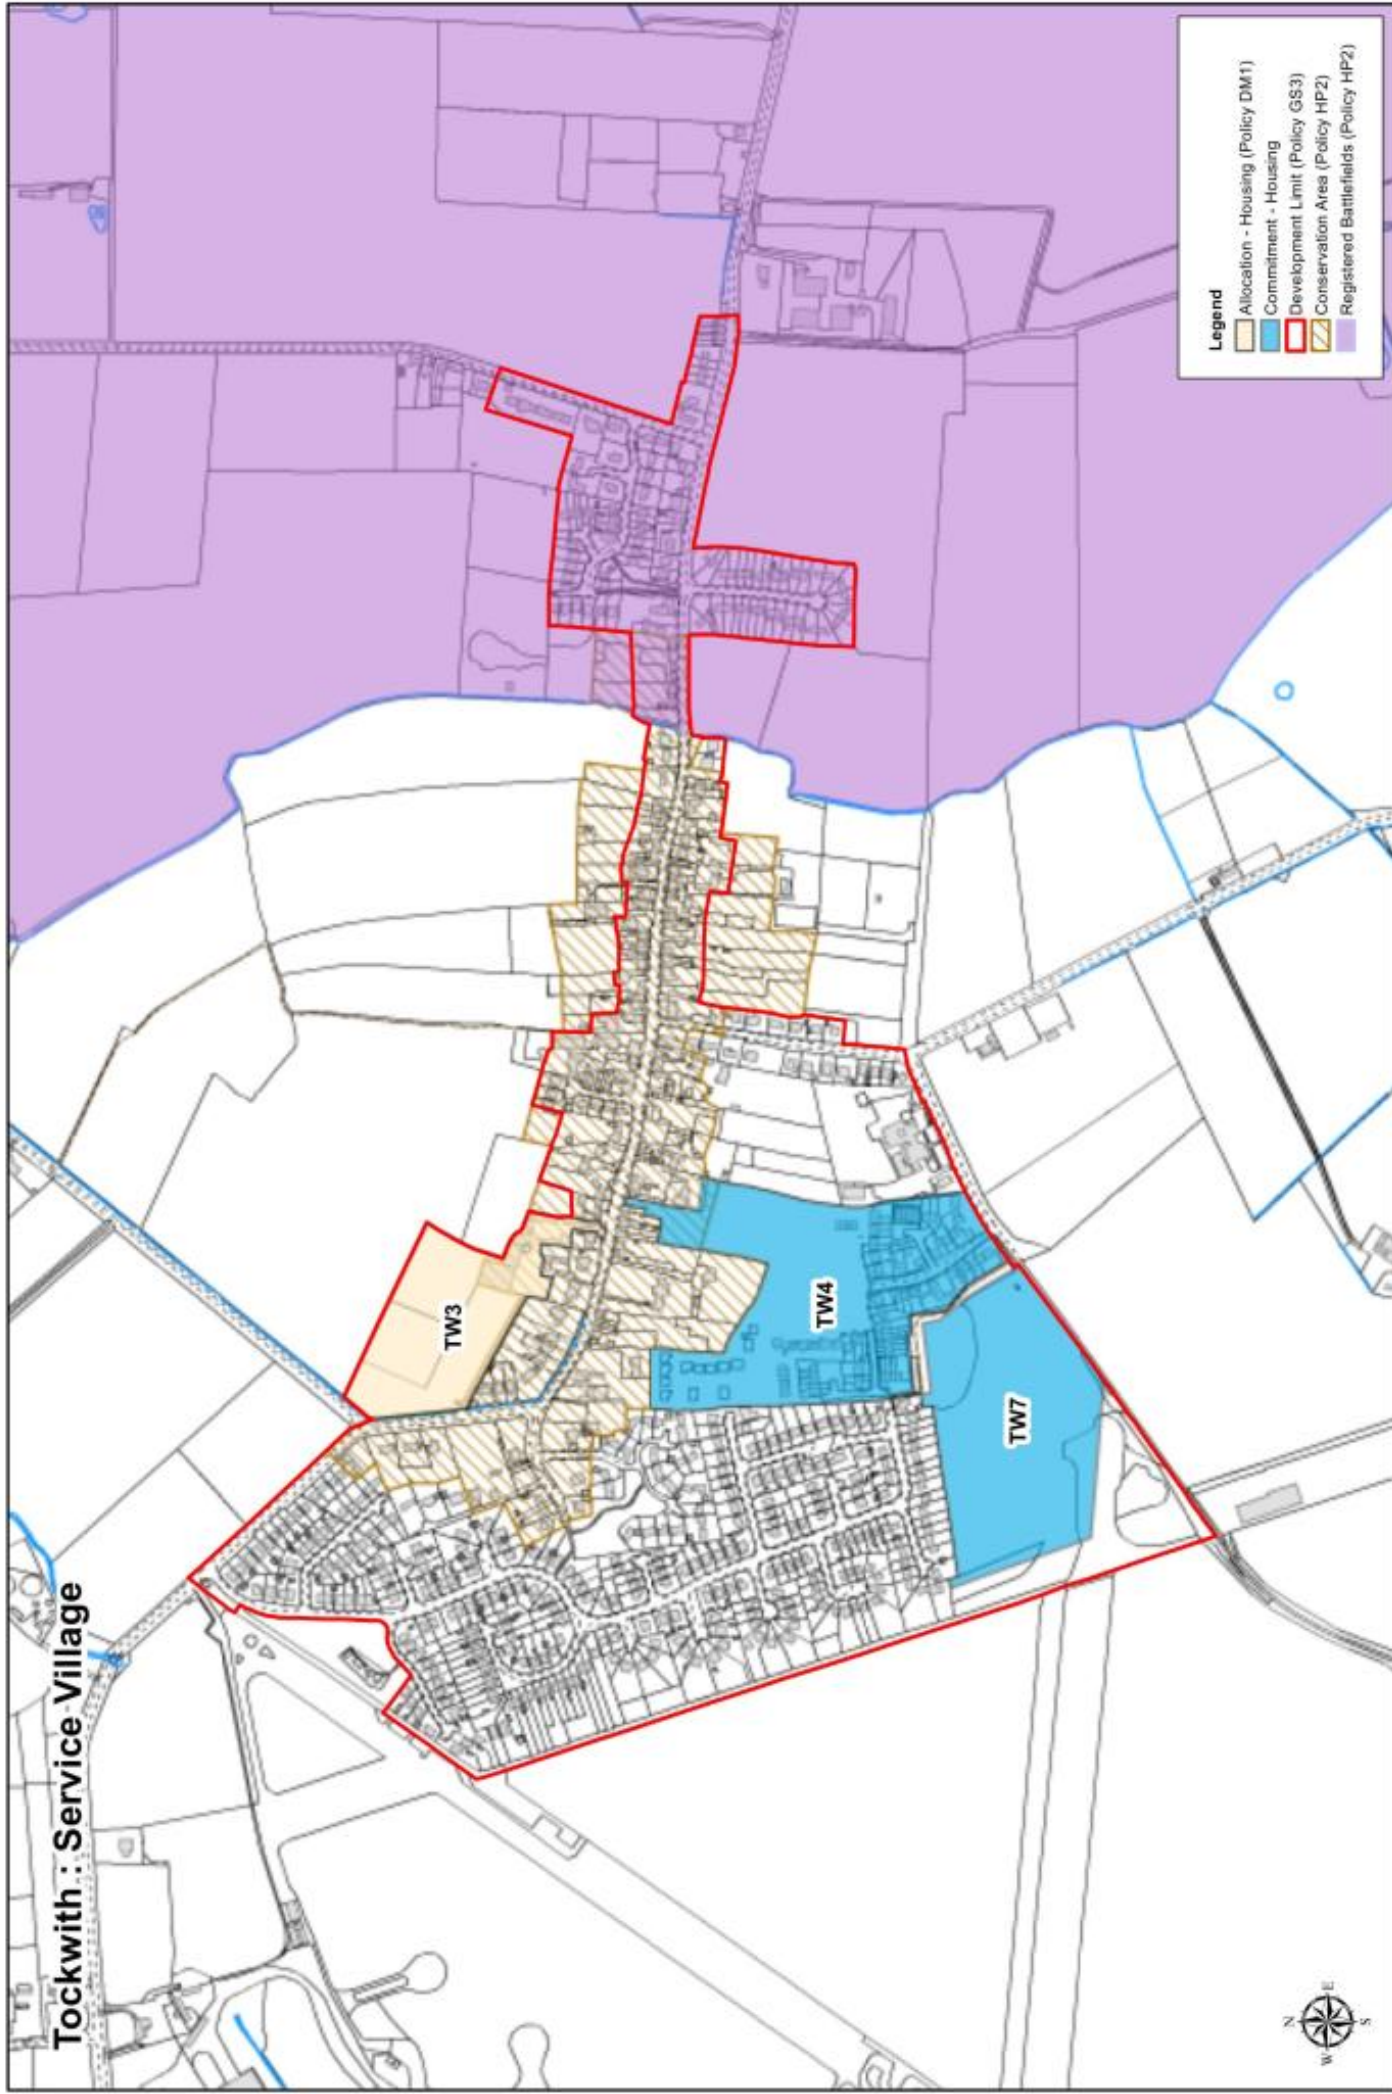 Tockwith : Service Village
TW3
TW4
TW7
Legend
Allocation - Housing (Policy DM1)
Commitment - Housing
Development Limit (Policy GS3)
Conservation Area (Policy HP2)
Registered Battlefields (Policy HP2)
N
W E
S